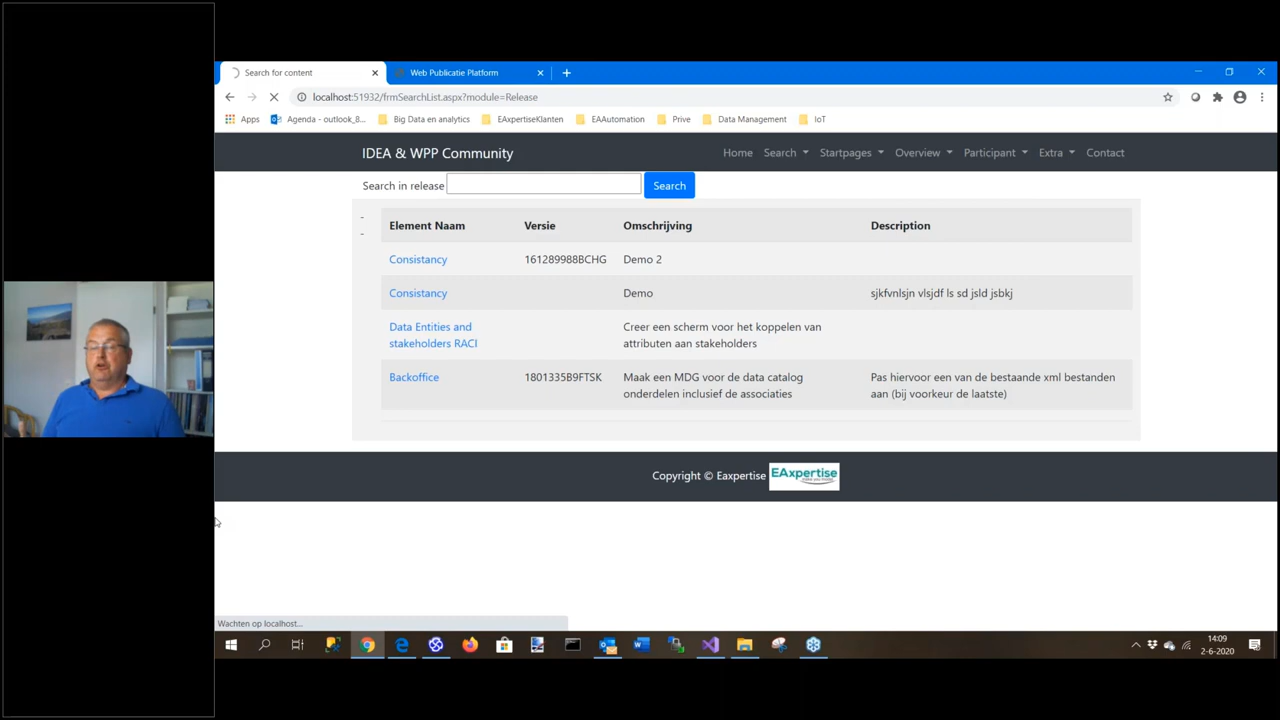 Search for content
Web Publicatie Platform
localhost:51932/frmSearchList.aspx?module=Release
Apps
Agenda - outlook_8...
Big Data en analytics
EAxpertiseKlanten
EAAutomation
Prive
Data Management
IoT
IDEA & WPP Community
Home
Search
Startpages
Overview
Participant
Extra
Contact
Search in release
Search
-
-
Element Naam
Versie
Omschrijving
Description
Consistancy
161289988BCHG
Demo 2
Consistancy
Demo
sjkfvnlsjn vlsjdf ls sd jsld jsbkj
Data Entities and
stakeholders RACI
Creer een scherm voor het koppelen van
attributen aan stakeholders
Backoffice
1801335B9FTSK
Maak een MDG voor de data catalog
onderdelen inclusief de associaties
Pas hiervoor een van de bestaande xml bestanden
aan (bij voorkeur de laatste)
Copyright © Eaxpertise
EAxpertise
make you model
Wachten op localhost...
14:09
2-6-2020